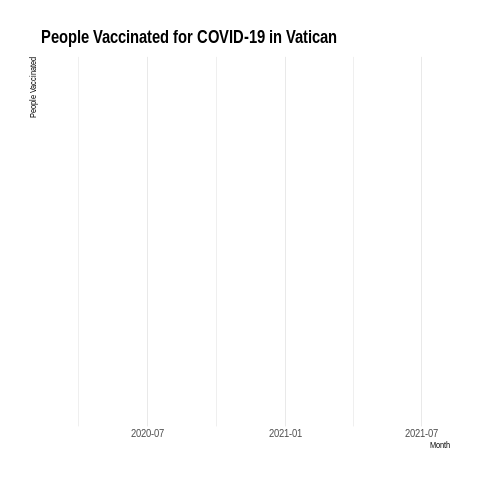 People Vaccinated for COVID-19 in Vatican
People Vaccinated
2020-07 2021-01 2021-07
Month